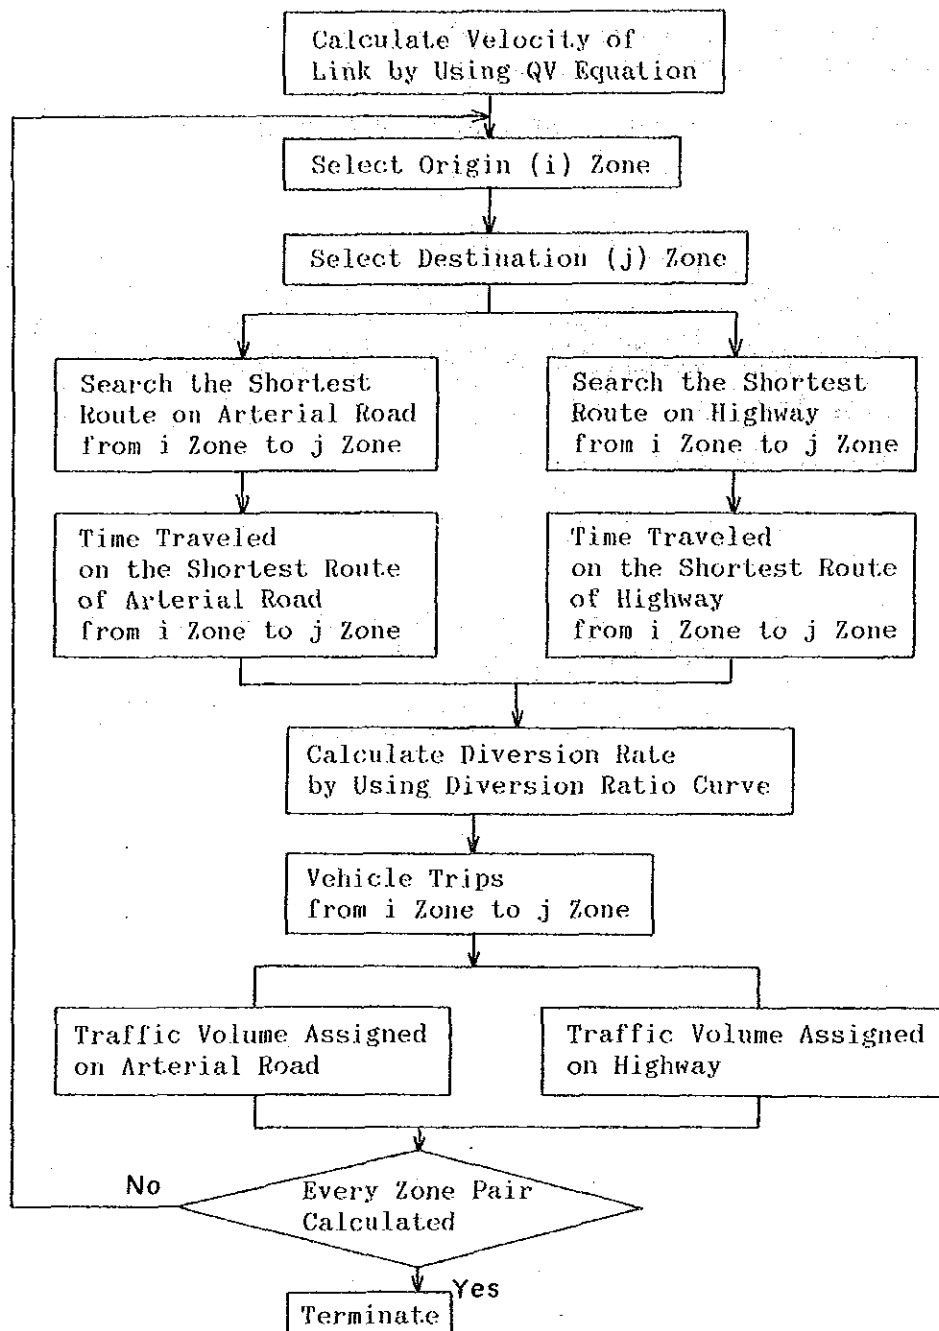 Calculate Velocity of
Link by Using QV Equation
Select Origin (i) Zone
Select Destination (j) Zone
Search the Shortest
Route on Arterial Road
from i Zone to j Zone
Search the Shortest
Route on Highway
from i Zone to j Zone
Time Traveled
on the Shortest Route
of Arterial Road
from i Zone to j Zone
Time Traveled
on the Shortest Route
of Highway
from i Zone to j Zone
Calculate Diversion Rate
by Using Diversion Ratio Curve
Vehicle Trips
from i Zone to j Zone
Traffic Volume Assigned
on Arterial Road
Traffic Volume Assigned
on Highway
No
Every Zone Pair
Calculated
Yes
Terminate